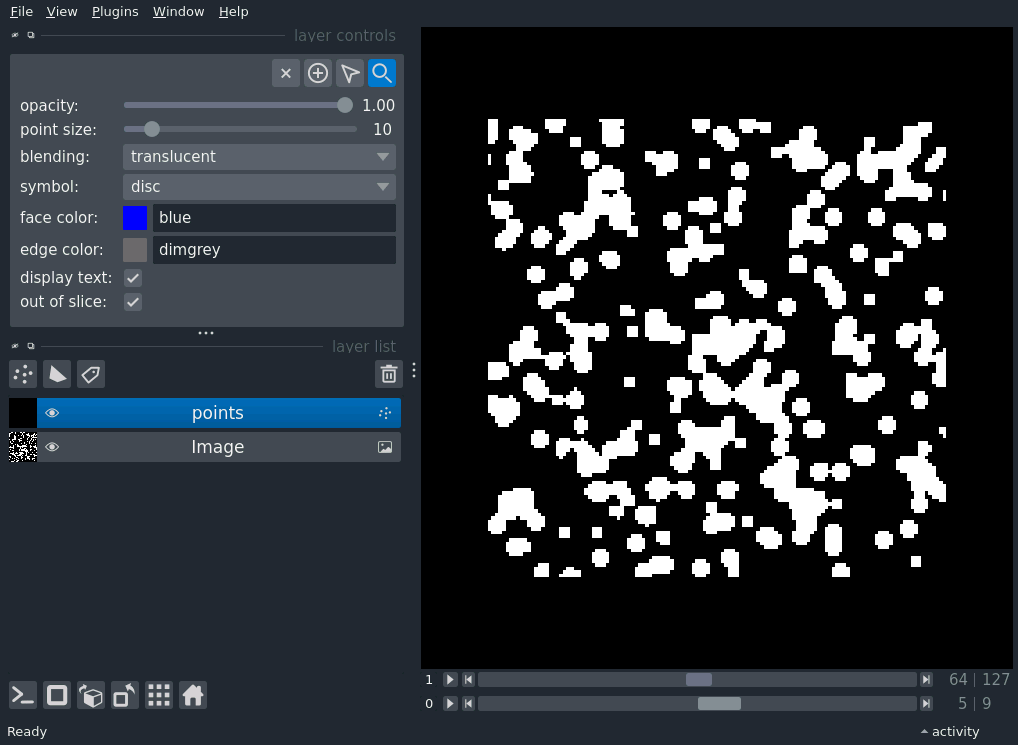 File View Plugins Window Help
layer controls
opacity: 1.00
point size: 10
blending: translucent
symbol: disc
face color: blue
edge color: dimgrey
display text:
out of slice:
layer list
points
Image
1 64 | 127
0 5 | 9
Ready activity